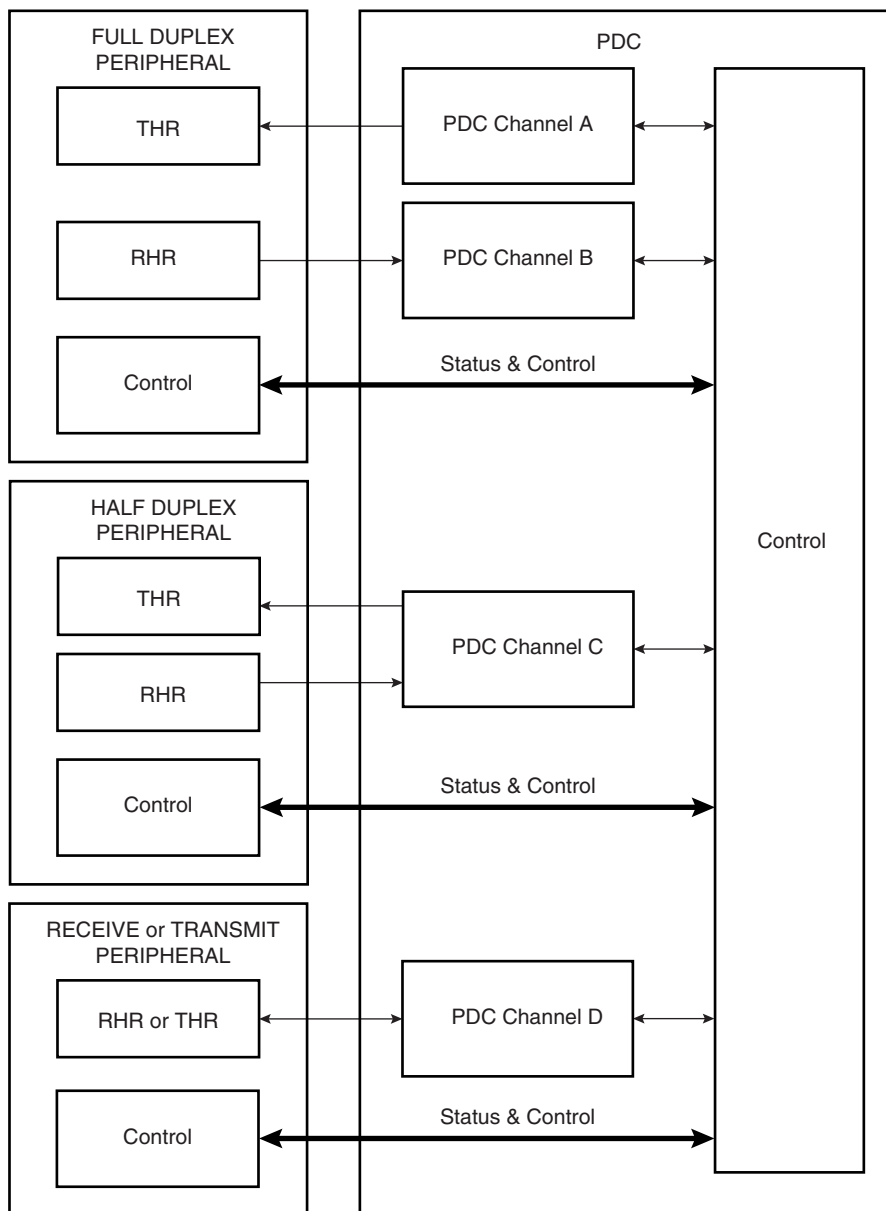 FULL DUPLEX
PERIPHERAL
THR
RHR
Control
PDC
PDC Channel A
PDC Channel B
Status & Control
HALF DUPLEX
PERIPHERAL
THR
RHR
Control
PDC Channel C
Status & Control
Control
RECEIVE or TRANSMIT
PERIPHERAL
RHR or THR
Control
PDC Channel D
Status & Control